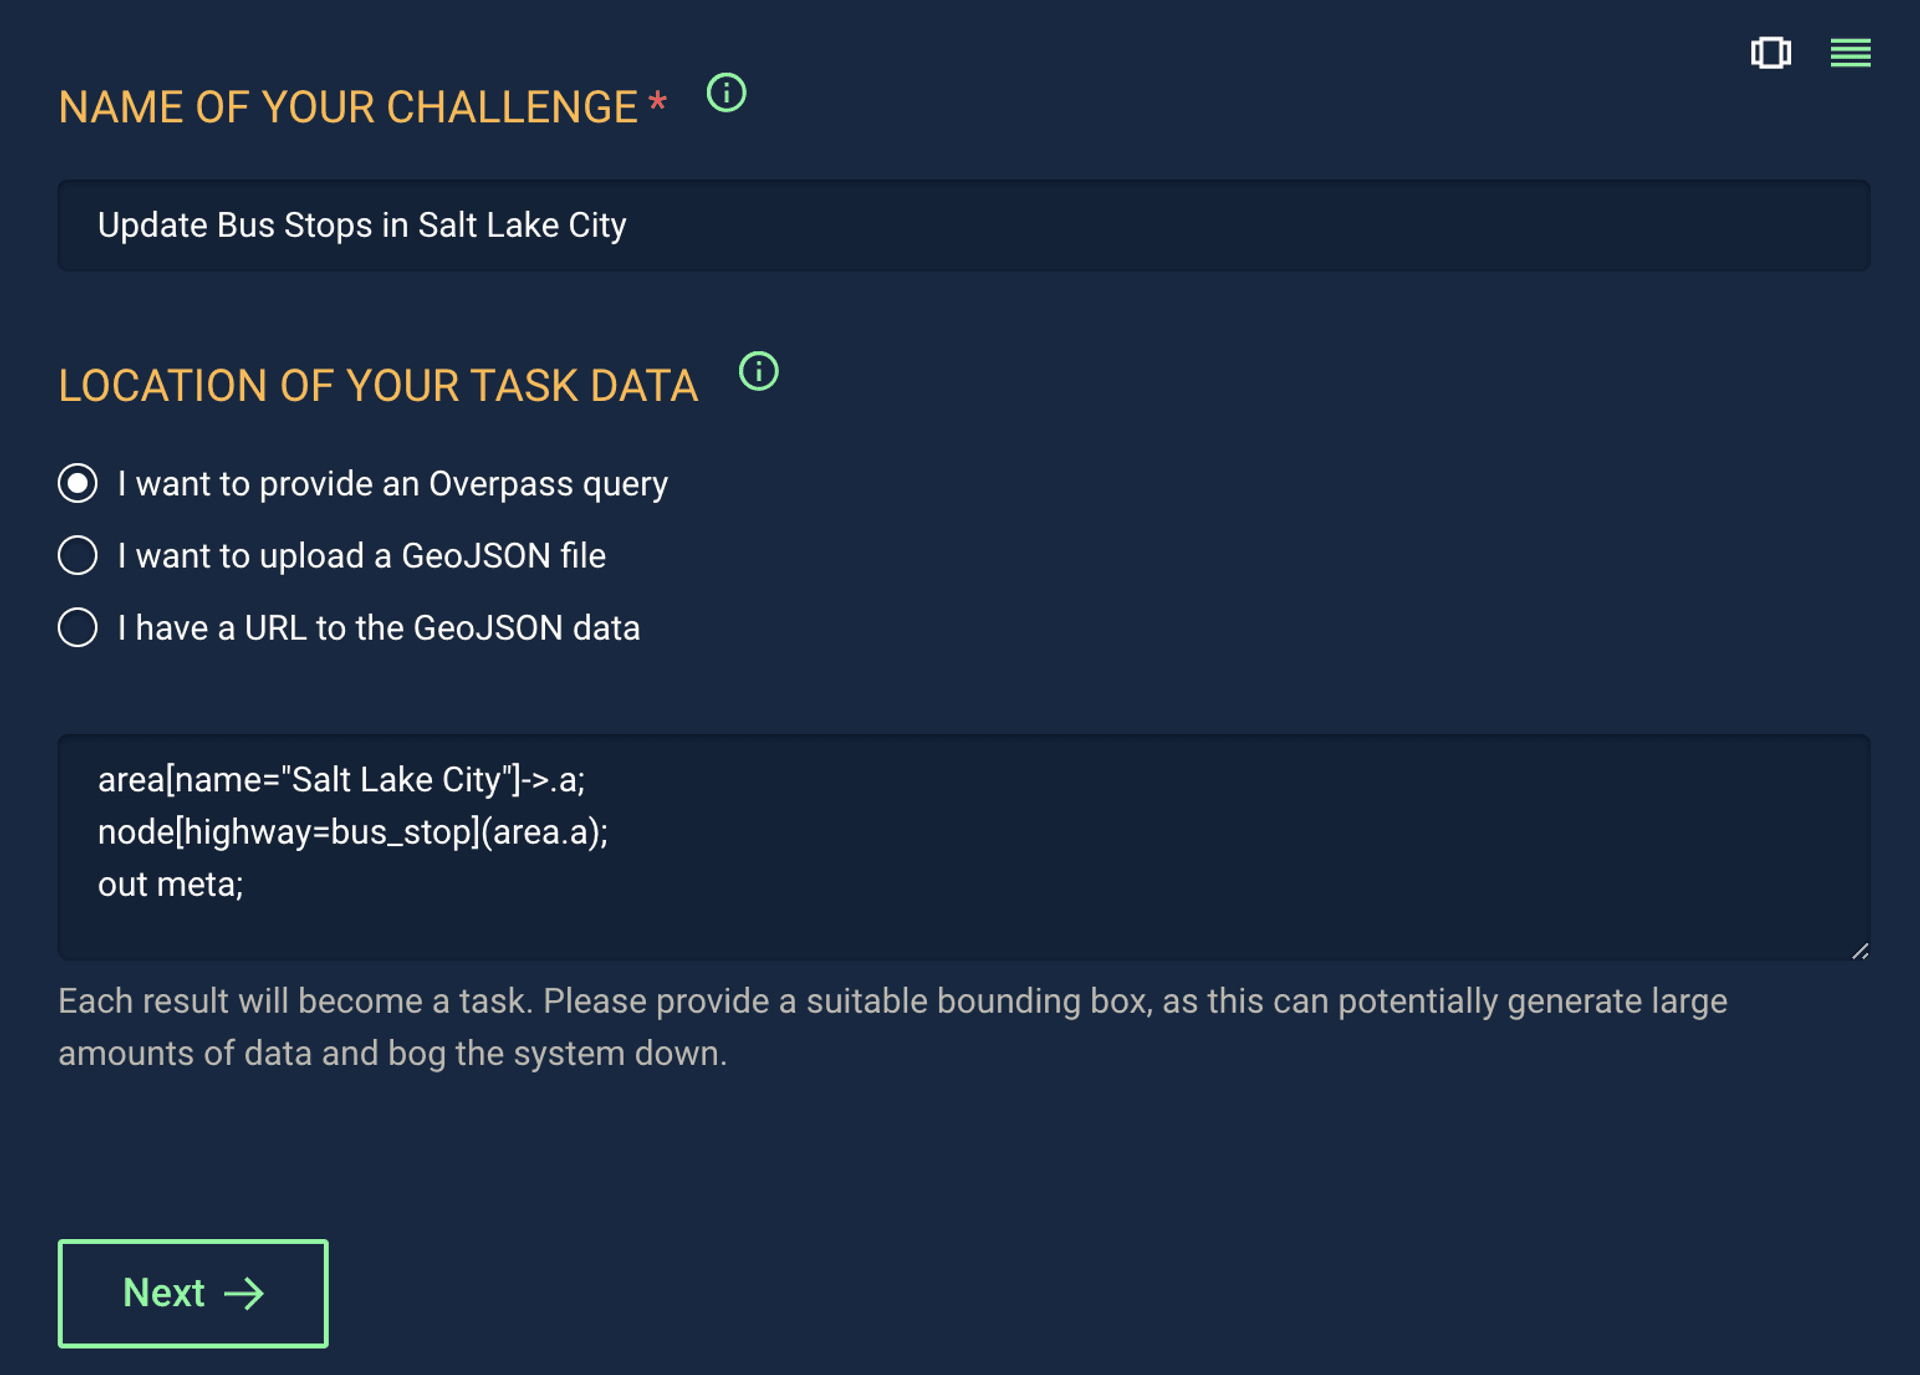 NAME OF YOUR CHALLENGE *
Update Bus Stops in Salt Lake City
LOCATION OF YOUR TASK DATA
I want to provide an Overpass query
I want to upload a GeoJSON file
I have a URL to the GeoJSON data
area[name="Salt Lake City"]->.a;
node[highway=bus_stop](area.a);
out meta;
Each result will become a task. Please provide a suitable bounding box, as this can potentially generate large
amounts of data and bog the system down.
Next →